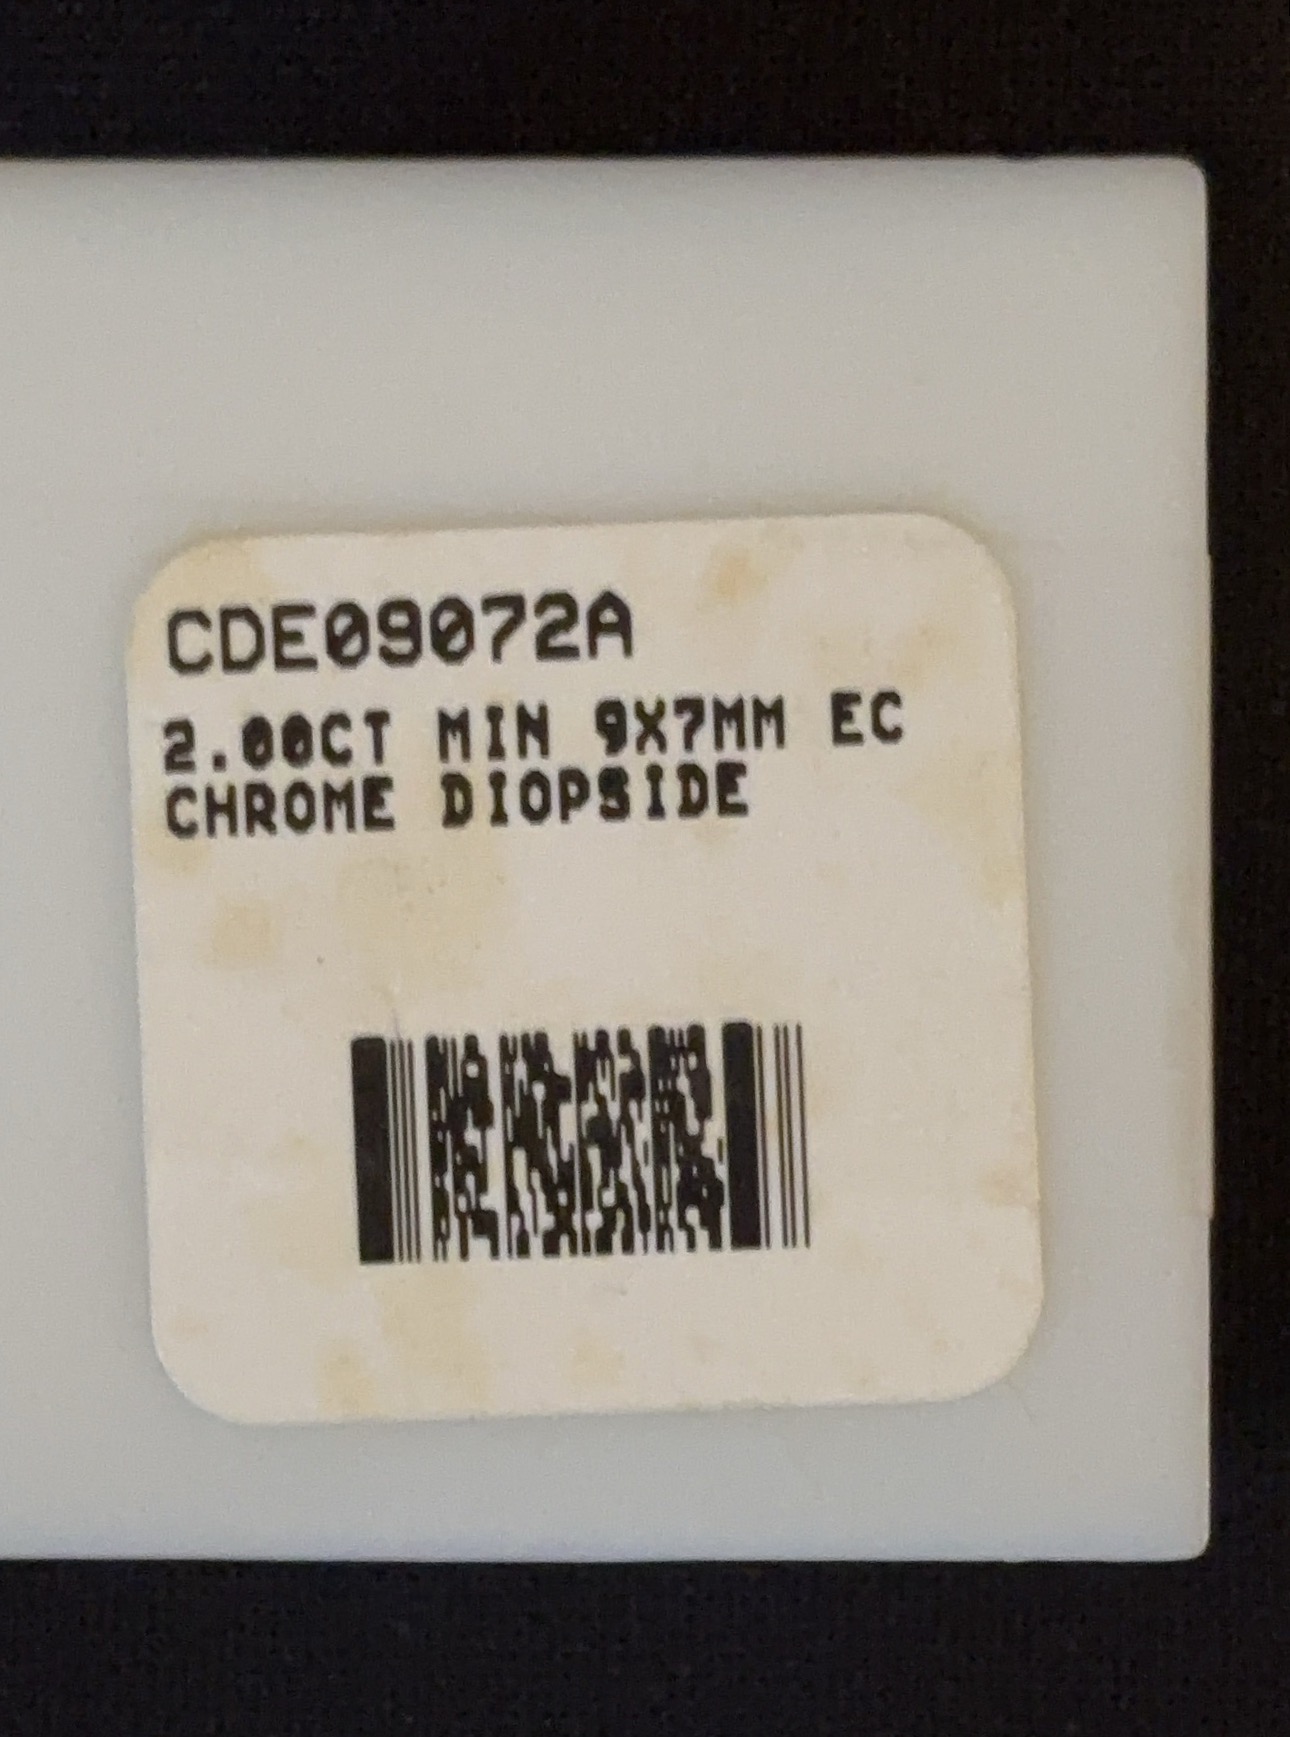 CDE09072A
2.00CT MIN 9X7MM EC
CHROME DIOPSIDE